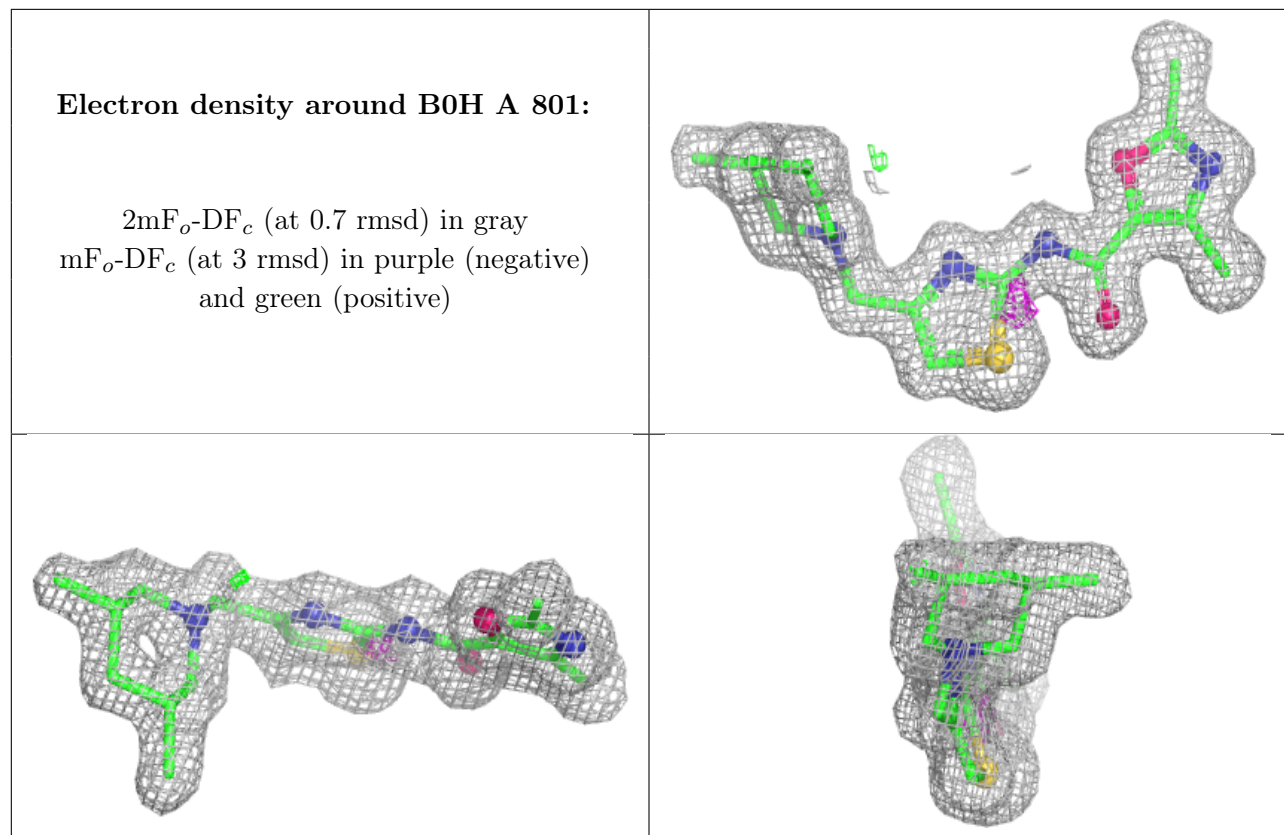 Electron density around B0H A 801:
2mFo-DFc (at 0.7 rmsd) in gray
mFo-DFc (at 3 rmsd) in purple (negative)
and green (positive)